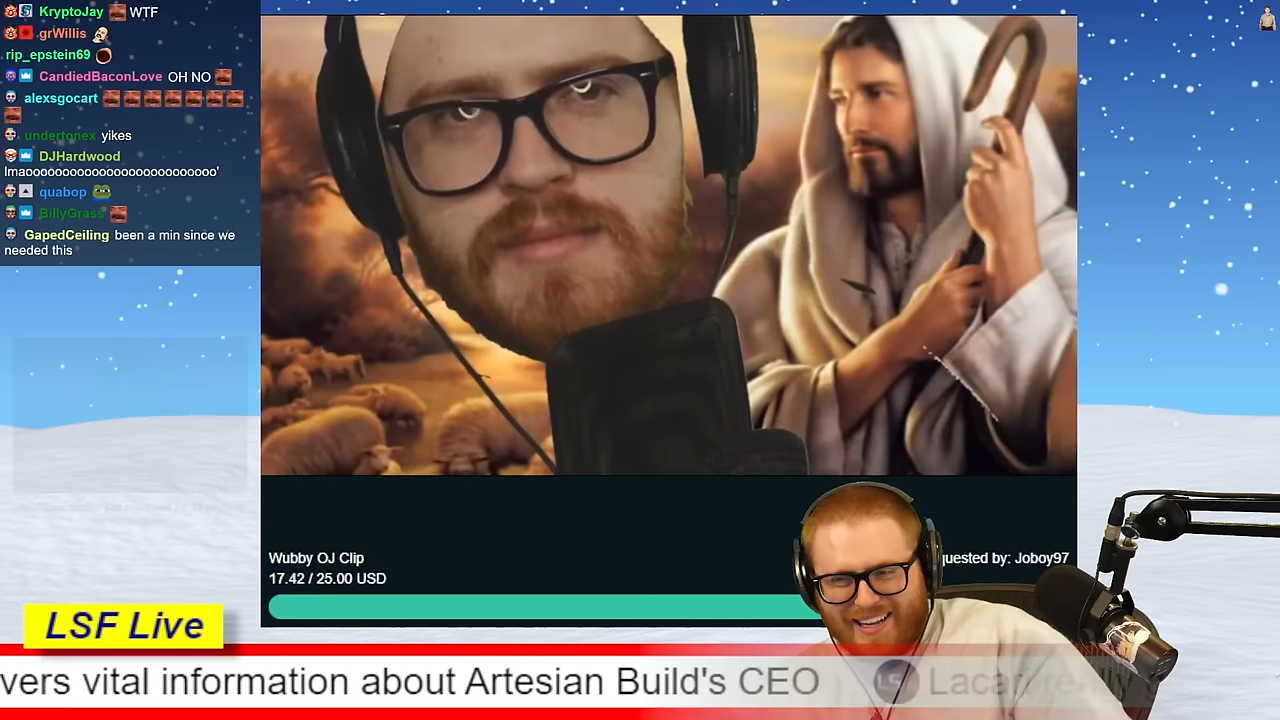 KryptoJay WTF
grWillis
rip_epstein69
CandiedBaconLove OH NO
alexsgocart
undertonex yikes
DJHardwood
lmaooooooooooooooooooooooooo'
quabop
BillyGrass
GapedCeiling been a min since we
needed this
Wubby OJ Clip
uested by: Joboy97
17.42 / 25.00 USD
LSF Live
vers vital information about Artesian Build's CEO